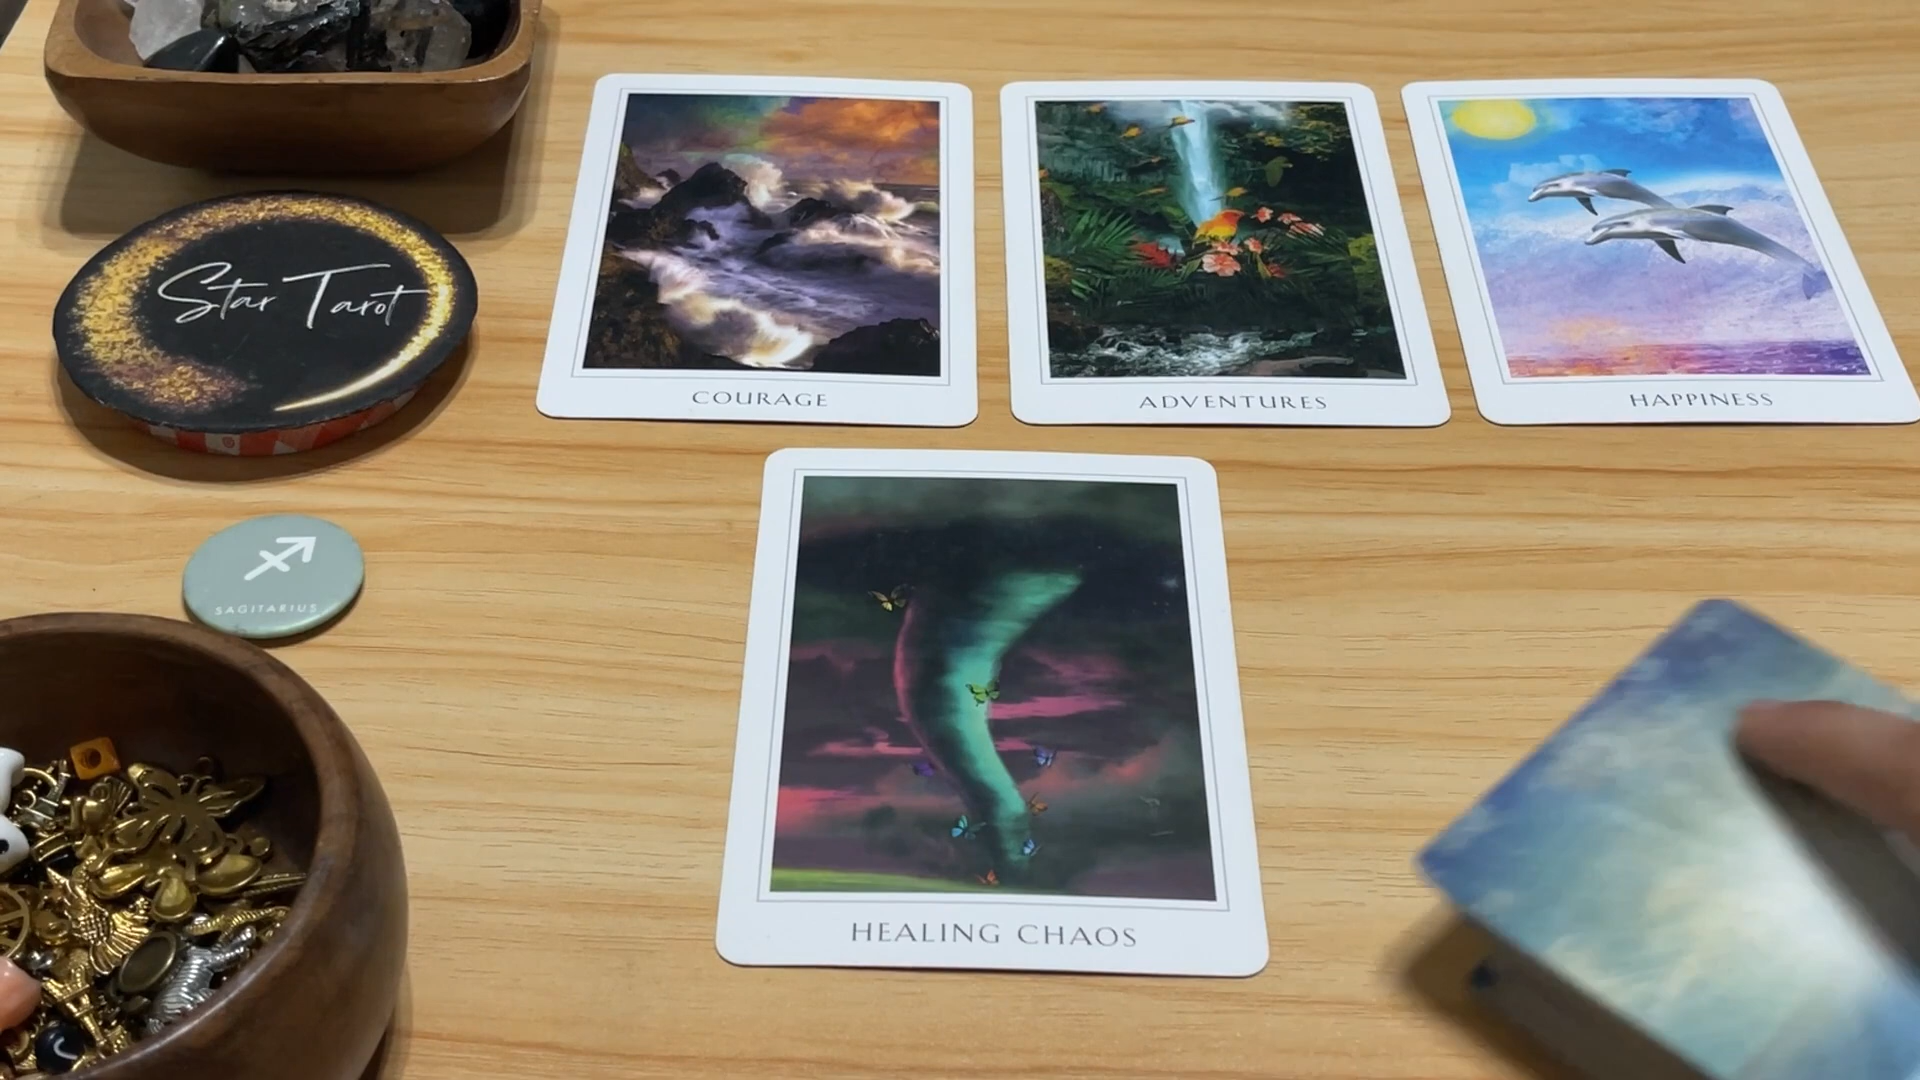 COURAGE
ADVENTURES
HAPPINESS
Star Tarot
SAGITARIUS
HEALING CHAOS